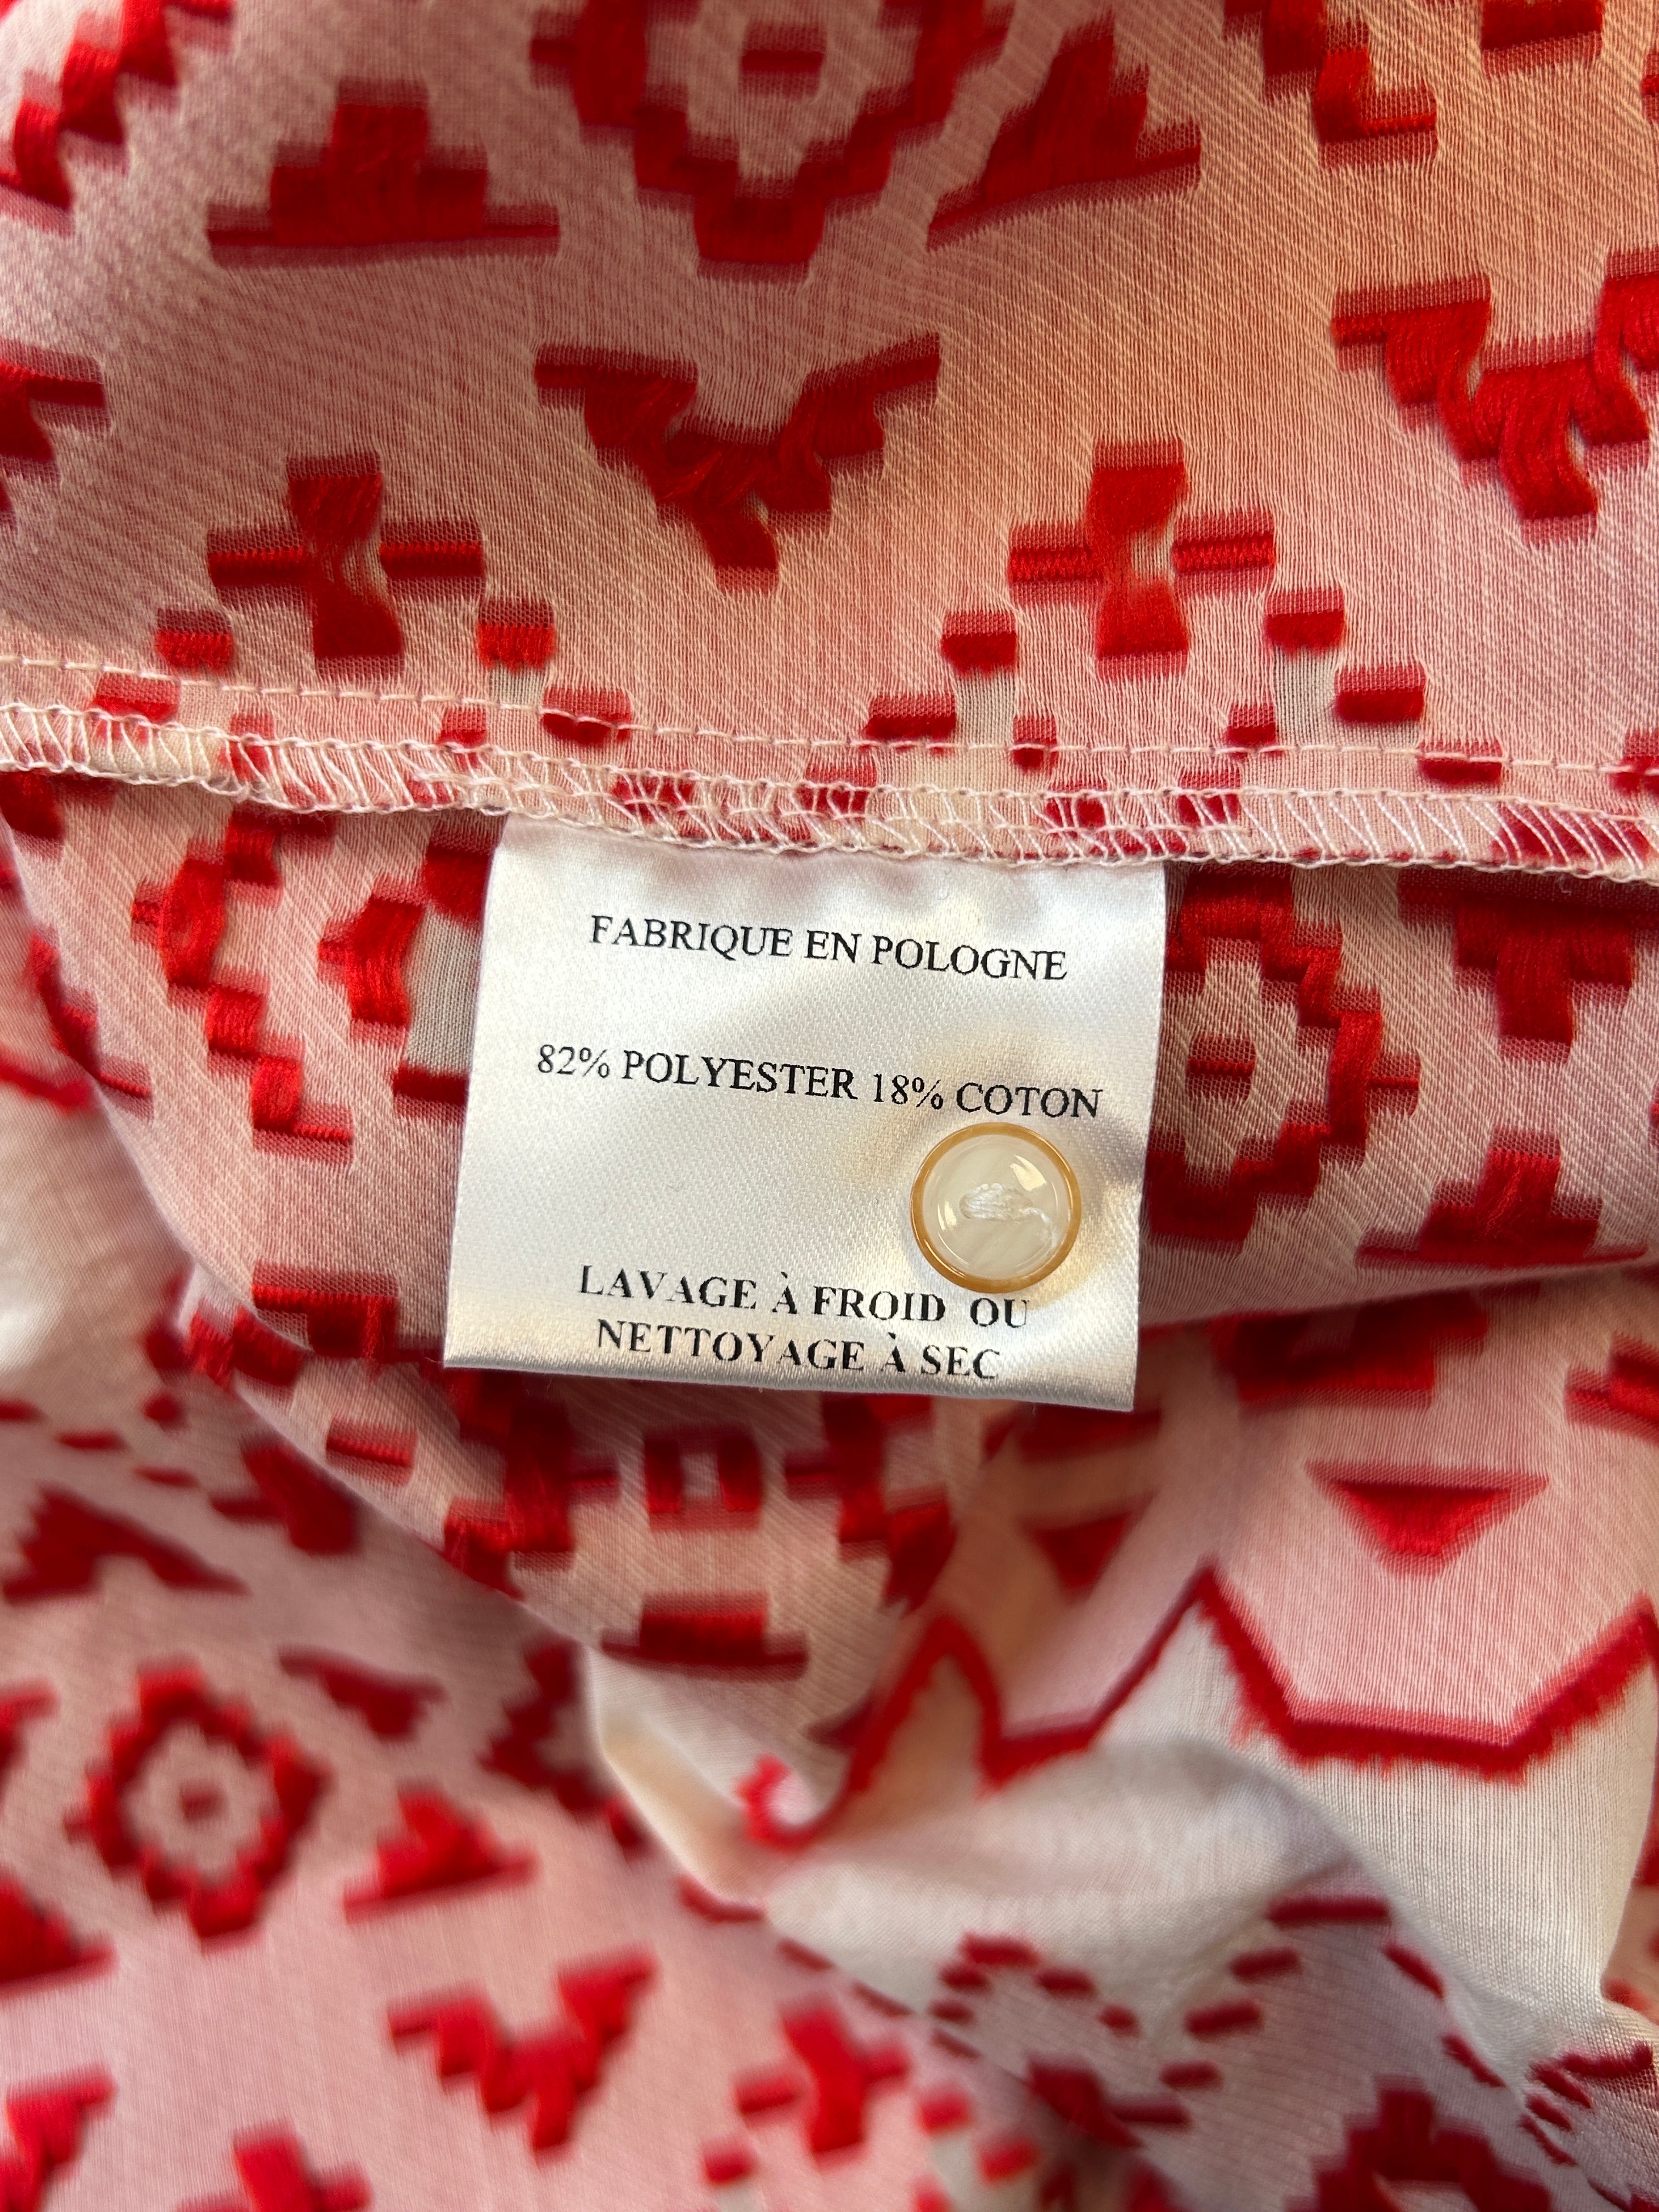 FABRIQUE EN POLOGNE
82% POLYESTER 18% COTON
LAVAGE À FROID OU
NETTOYAGE À SEC